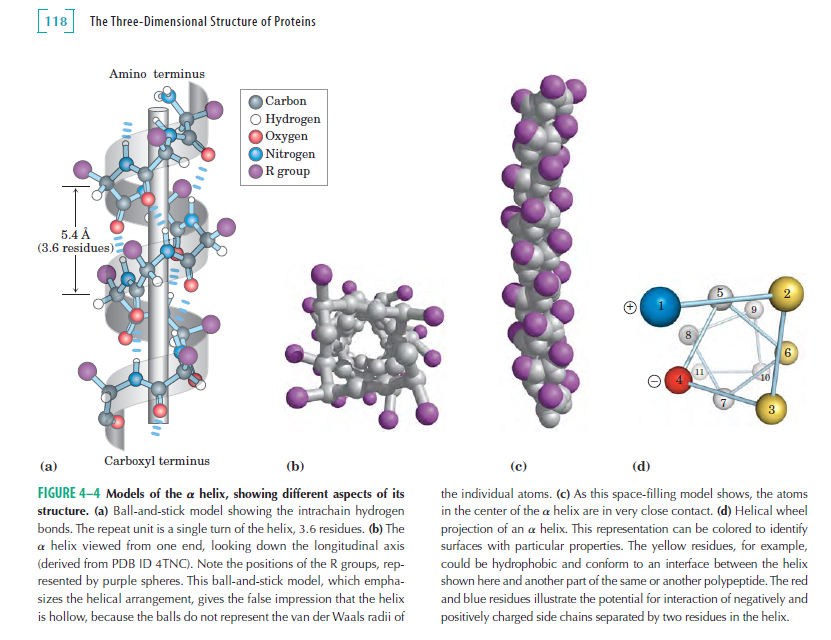 118 The Three-Dimensional Structure of Proteins
Amino terminus
Carbon
Hydrogen
Oxygen
Nitrogen
R group
5.4 Å
(3.6 residues)
Carboxyl terminus
+
1
2
3
−
4
5
6
7
8
9
10
11
(a)
(b)
(c)
(d)
FIGURE 4–4 Models of the α helix, showing different aspects of its
structure. (a) Ball-and-stick model showing the intrachain hydrogen
bonds. The repeat unit is a single turn of the helix, 3.6 residues. (b) The
α helix viewed from one end, looking down the longitudinal axis
(derived from PDB ID 4TNC). Note the positions of the R groups, rep-
resented by purple spheres. This ball-and-stick model, which empha-
sizes the helical arrangement, gives the false impression that the helix
is hollow, because the balls do not represent the van der Waals radii of
the individual atoms. (c) As this space-filling model shows, the atoms
in the center of the α helix are in very close contact. (d) Helical wheel
projection of an α helix. This representation can be colored to identify
surfaces with particular properties. The yellow residues, for example,
could be hydrophobic and conform to an interface between the helix
shown here and another part of the same or another polypeptide. The red
and blue residues illustrate the potential for interaction of negatively and
positively charged side chains separated by two residues in the helix.